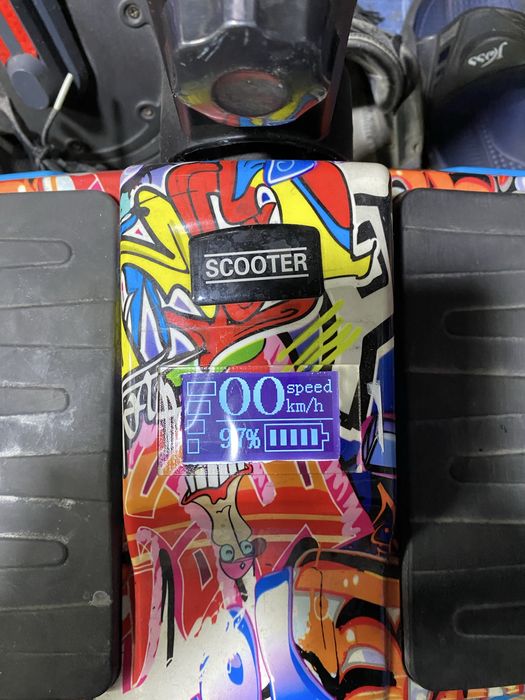 SCOOTER
00 speed
km/h
97%